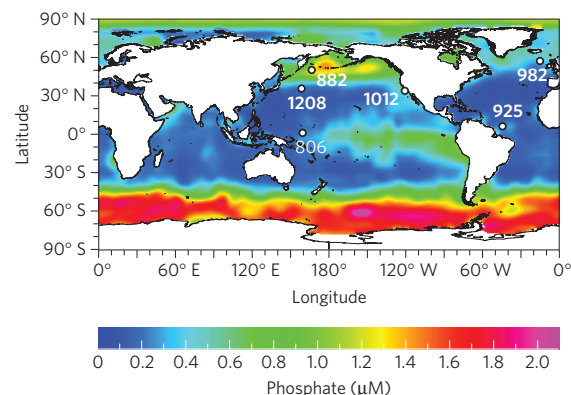 90° N
60° N
30° N
0°
30° S
60° S
90° S
Latitude
882
982
1208
1012
925
806
0°
60° E
120° E
180°
120° W
60° W
0°
Longitude
0
0.2
0.4
0.6
0.8
1.0
1.2
1.4
1.6
1.8
2.0
Phosphate (µM)